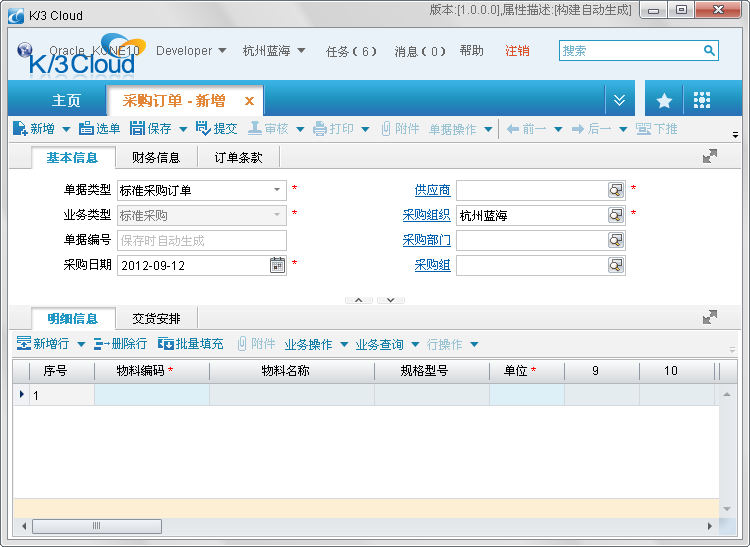 K/3 Cloud 版本:[1.0.0.0],属性描述:[构建自动生成]
K/3Cloud Oracle_KONE10 Developer 杭州蓝海 任务(6) 消息(0) 帮助 注销 搜索
主页 采购订单 - 新增 x
新增 选单 保存 提交 审核 打印 附件 单据操作 前一 后一 下推
基本信息 财务信息 订单条款
单据类型 标准采购订单 * 供应商 *
业务类型 标准采购 * 采购组织 杭州蓝海 *
单据编号 保存时自动生成 采购部门
采购日期 2012-09-12 * 采购组
明细信息 交货安排
新增行 删除行 批量填充 附件 业务操作 业务查询 行操作
序号 物料编码 * 物料名称 规格型号 单位 * 9 10
1